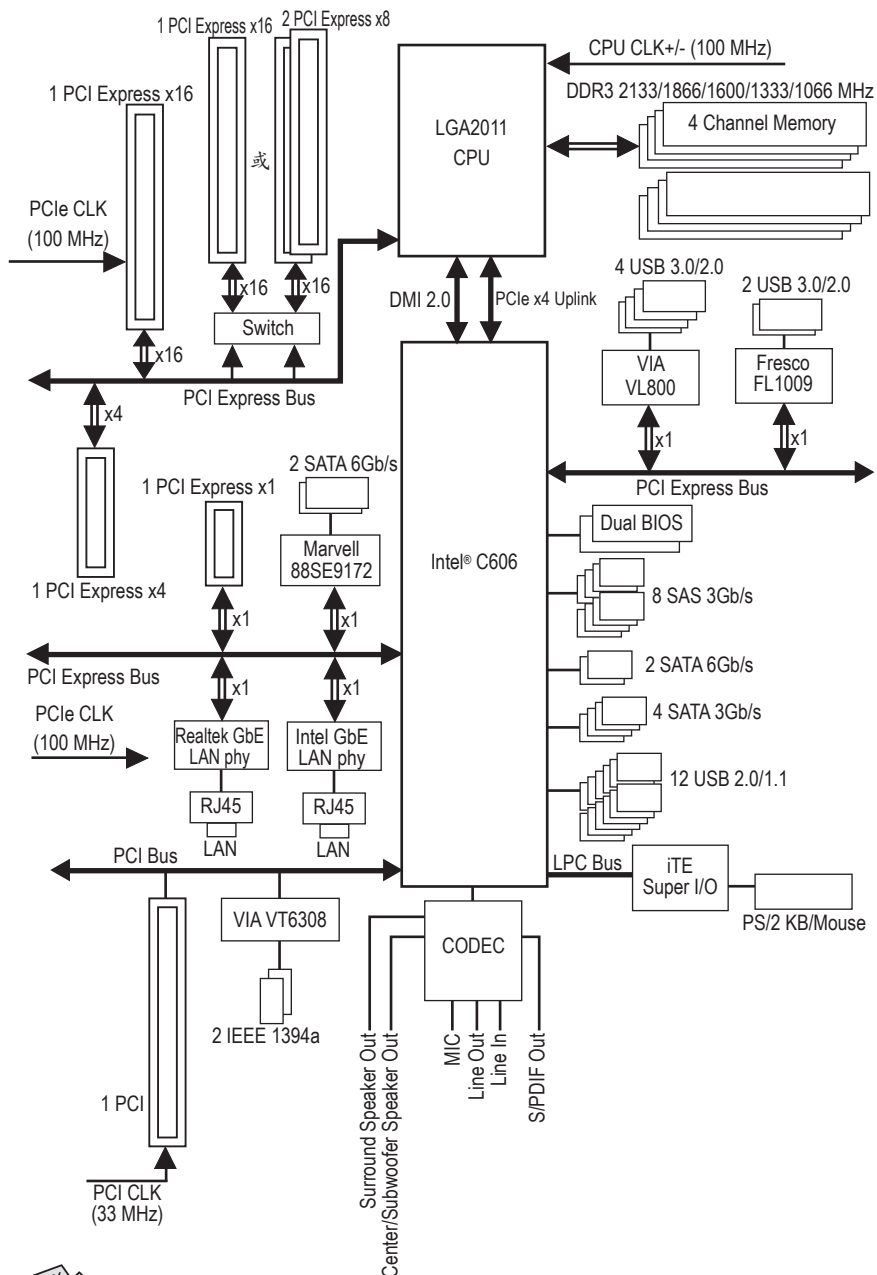 1 PCI Express x16
2 PCI Express x8
1 PCI Express x16
或
PCIe CLK
(100 MHz)
x16
x16
Switch
x16
PCI Express Bus
x4
1 PCI Express x4
LGA2011
CPU
CPU CLK+/- (100 MHz)
DDR3 2133/1866/1600/1333/1066 MHz
4 Channel Memory
DMI 2.0
PCIe x4 Uplink
4 USB 3.0/2.0
2 USB 3.0/2.0
VIA
VL800
Fresco
FL1009
x1
x1
PCI Express Bus
1 PCI Express x1
2 SATA 6Gb/s
Marvell
88SE9172
x1
x1
PCI Express Bus
x1
x1
PCIe CLK
(100 MHz)
Realtek GbE
LAN phy
Intel GbE
LAN phy
RJ45
RJ45
LAN
LAN
Intel® C606
Dual BIOS
8 SAS 3Gb/s
2 SATA 6Gb/s
4 SATA 3Gb/s
12 USB 2.0/1.1
LPC Bus
iTE
Super I/O
PS/2 KB/Mouse
PCI Bus
VIA VT6308
2 IEEE 1394a
1 PCI
PCI CLK
(33 MHz)
CODEC
Surround Speaker Out
Center/Subwoofer Speaker Out
MIC
Line Out
Line In
S/PDIF Out